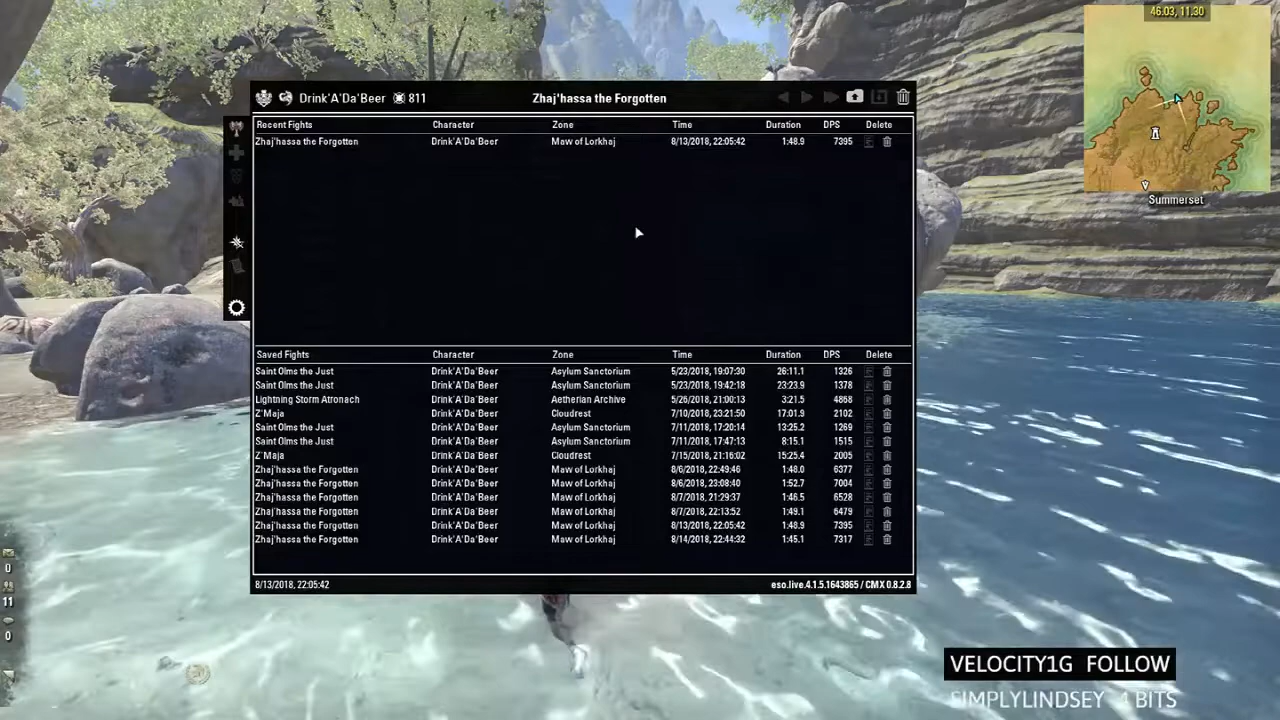 46.03, 11.30
Drink'A'Da'Beer 811 Zhaj'hassa the Forgotten
Recent Fights Character Zone Time Duration DPS Delete
Zhaj'hassa the Forgotten Drink'A'Da'Beer Maw of Lorkhaj 8/13/2018, 22:05:42 1:48.9 7395
Summerset
Saved Fights Character Zone Time Duration DPS Delete
Saint Olms the Just Drink'A'Da'Beer Asylum Sanctorium 5/23/2018, 19:07:30 26:11.1 1326
Saint Olms the Just Drink'A'Da'Beer Asylum Sanctorium 5/23/2018, 19:42:18 23:23.9 1378
Lightning Storm Atronach Drink'A'Da'Beer Aetherian Archive 5/26/2018, 21:00:13 3:21.5 4868
Z'Maja Drink'A'Da'Beer Cloudrest 7/10/2018, 23:21:50 17:01.9 2102
Saint Olms the Just Drink'A'Da'Beer Asylum Sanctorium 7/11/2018, 17:20:14 13:25.2 1269
Saint Olms the Just Drink'A'Da'Beer Asylum Sanctorium 7/11/2018, 17:47:13 8:15.1 1515
Z'Maja Drink'A'Da'Beer Cloudrest 7/15/2018, 21:16:02 15:25.4 2005
Zhaj'hassa the Forgotten Drink'A'Da'Beer Maw of Lorkhaj 8/6/2018, 22:49:46 1:48.0 6377
Zhaj'hassa the Forgotten Drink'A'Da'Beer Maw of Lorkhaj 8/6/2018, 23:08:40 1:52.7 7004
Zhaj'hassa the Forgotten Drink'A'Da'Beer Maw of Lorkhaj 8/7/2018, 21:29:37 1:46.5 6528
Zhaj'hassa the Forgotten Drink'A'Da'Beer Maw of Lorkhaj 8/7/2018, 22:13:52 1:49.1 6479
Zhaj'hassa the Forgotten Drink'A'Da'Beer Maw of Lorkhaj 8/13/2018, 22:05:42 1:48.9 7395
Zhaj'hassa the Forgotten Drink'A'Da'Beer Maw of Lorkhaj 8/14/2018, 22:44:32 1:45.1 7317
8/13/2018, 22:05:42 eso.live.4.1.5.1643865 / CMX 0.8.2.8
0
11
0
VELOCITY1G FOLLOW
SIMPLYLINDSEY 4 BITS